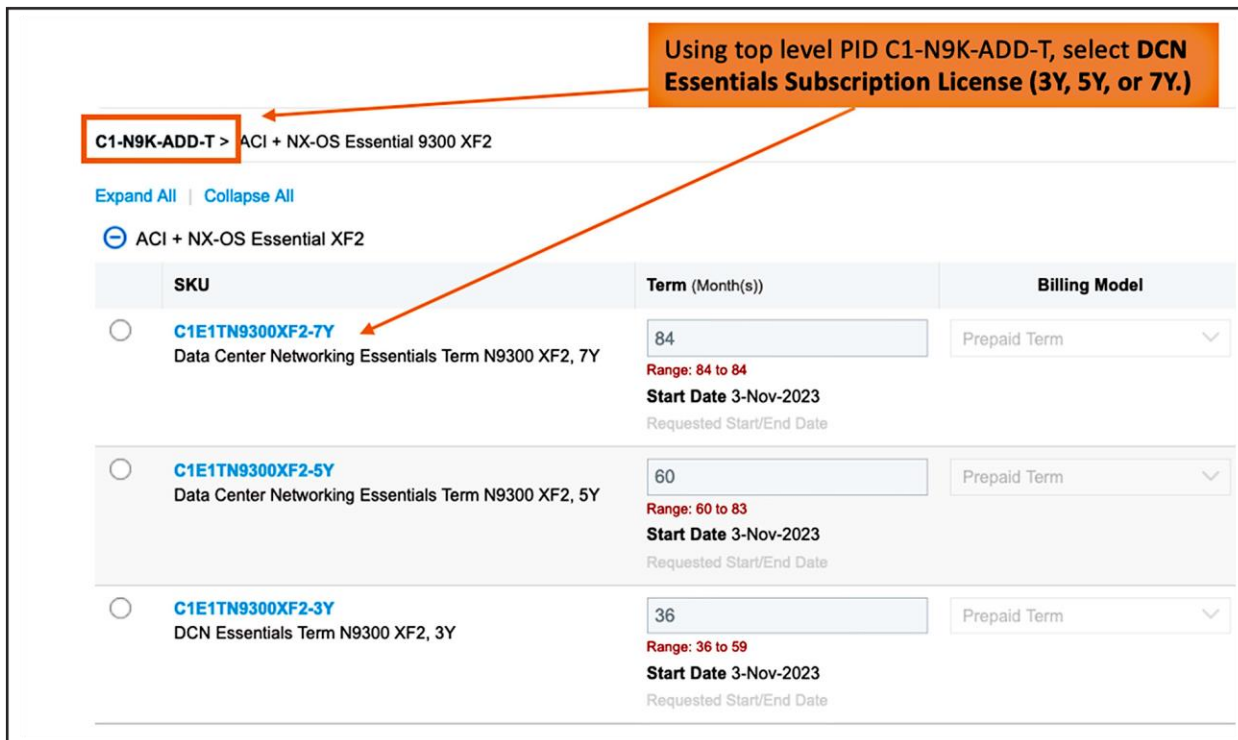 Using top level PID C1-N9K-ADD-T, select DCN
Essentials Subscription License (3Y, 5Y, or 7Y.)
C1-N9K-ADD-T > ACI + NX-OS Essential 9300 XF2
Expand All | Collapse All
ACI + NX-OS Essential XF2
SKU Term (Month(s)) Billing Model
C1E1TN9300XF2-7Y 84 Prepaid Term
Data Center Networking Essentials Term N9300 XF2, 7Y
Range: 84 to 84
Start Date 3-Nov-2023
Requested Start/End Date
C1E1TN9300XF2-5Y 60 Prepaid Term
Data Center Networking Essentials Term N9300 XF2, 5Y
Range: 60 to 83
Start Date 3-Nov-2023
Requested Start/End Date
C1E1TN9300XF2-3Y 36 Prepaid Term
DCN Essentials Term N9300 XF2, 3Y
Range: 36 to 59
Start Date 3-Nov-2023
Requested Start/End Date